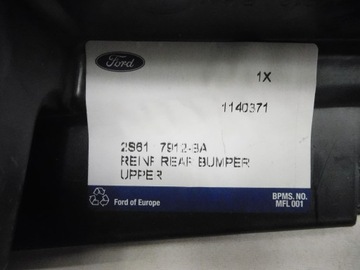 Ford
1X
1140371
2S61 7912-BA
REINF REAR BUMPER
UPPER
Ford of Europe
BPMS. NO.
MFL 001